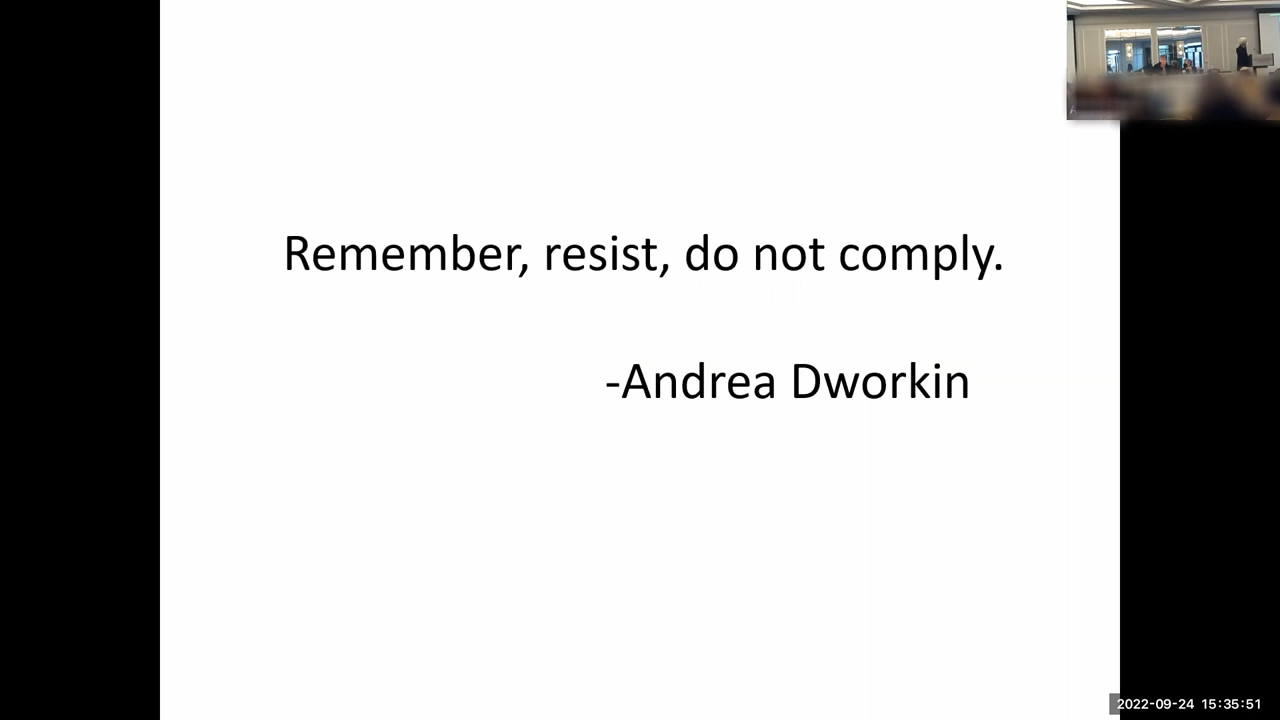 Remember, resist, do not comply.
-Andrea Dworkin
2022-09-24 15:35:51